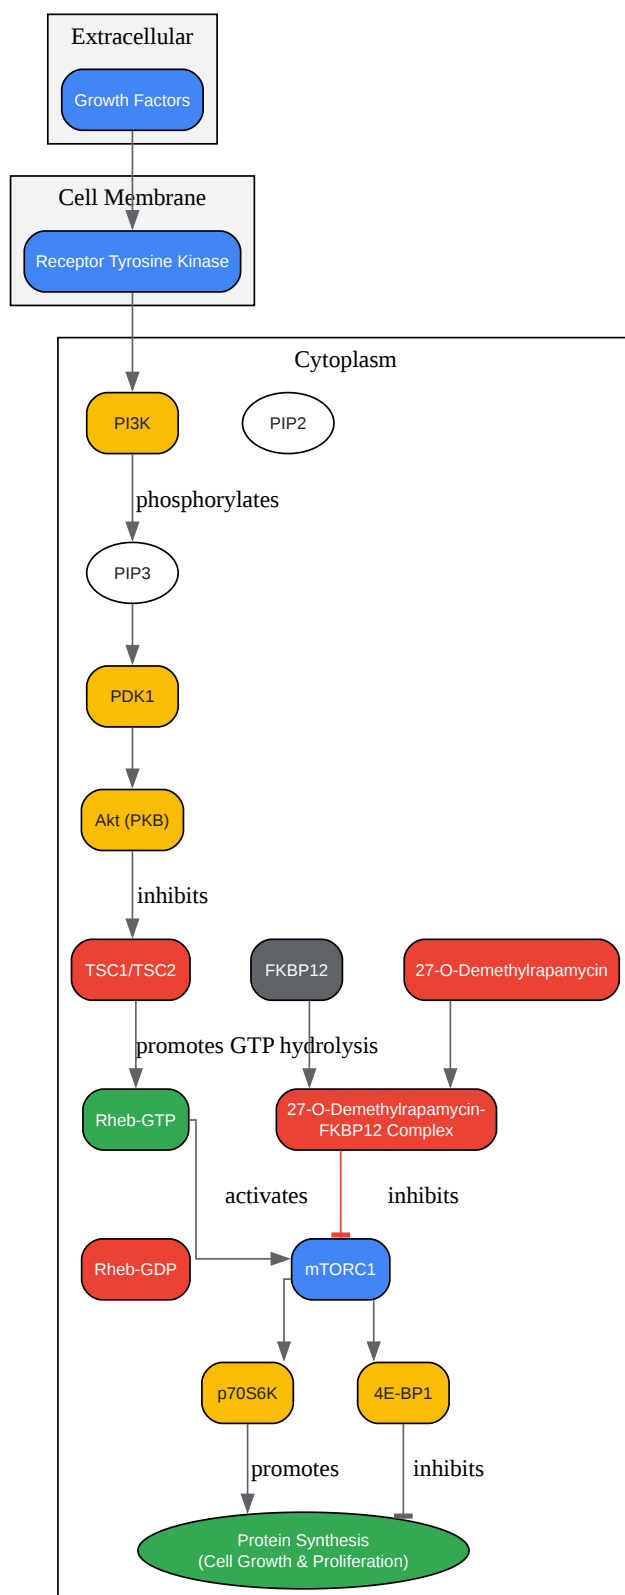 Extracellular
Growth Factors
Cell Membrane
Receptor Tyrosine Kinase
Cytoplasm
PI3K
PIP2
phosphorylates
PIP3
PDK1
Akt (PKB)
inhibits
TSC1/TSC2
FKBP12
27-O-Demethylrapamycin
promotes GTP hydrolysis
Rheb-GTP
27-O-Demethylrapamycin-
FKBP12 Complex
activates
inhibits
Rheb-GDP
mTORC1
p70S6K
4E-BP1
promotes
inhibits
Protein Synthesis
(Cell Growth & Proliferation)